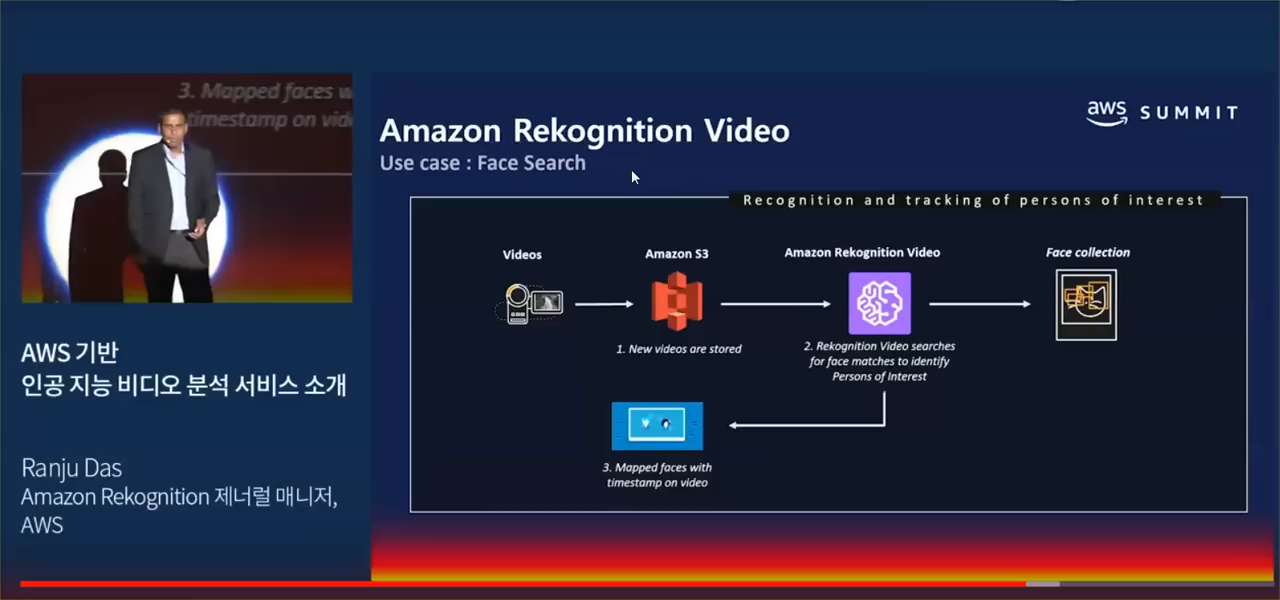 3. Mapped faces w
timestamp on vid
AWS 기반
인공 지능 비디오 분석 서비스 소개
Ranju Das
Amazon Rekognition 제너럴 매니저,
AWS
aws SUMMIT
Amazon Rekognition Video
Use case : Face Search
Recognition and tracking of persons of interest
Videos
Amazon S3
Amazon Rekognition Video
Face collection
1. New videos are stored
2. Rekognition Video searches
for face matches to identify
Persons of Interest
3. Mapped faces with
timestamp on video